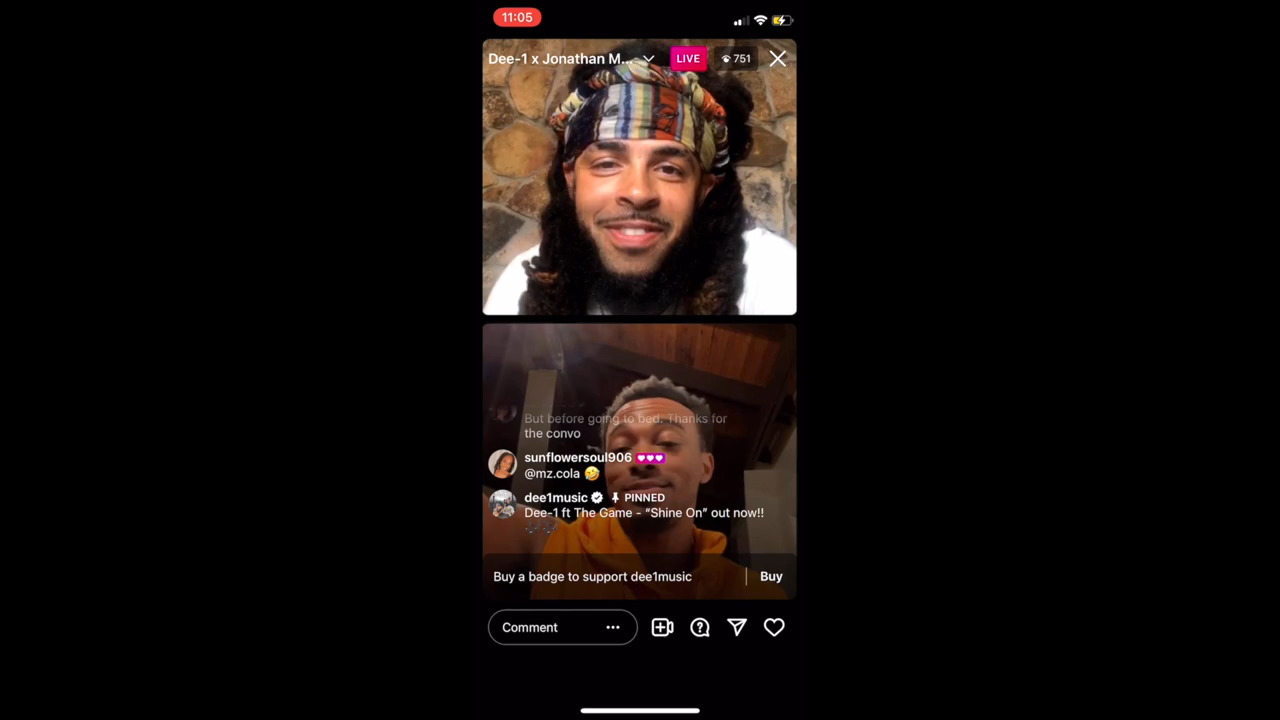 11:05
Dee-1 x Jonathan M...
LIVE
751
But before going to bed. Thanks for
the convo
sunflowersoul906
@mz.cola 🤣
dee1music PINNED
Dee-1 ft The Game - “Shine On” out now!!
Buy a badge to support dee1music
Buy
Comment